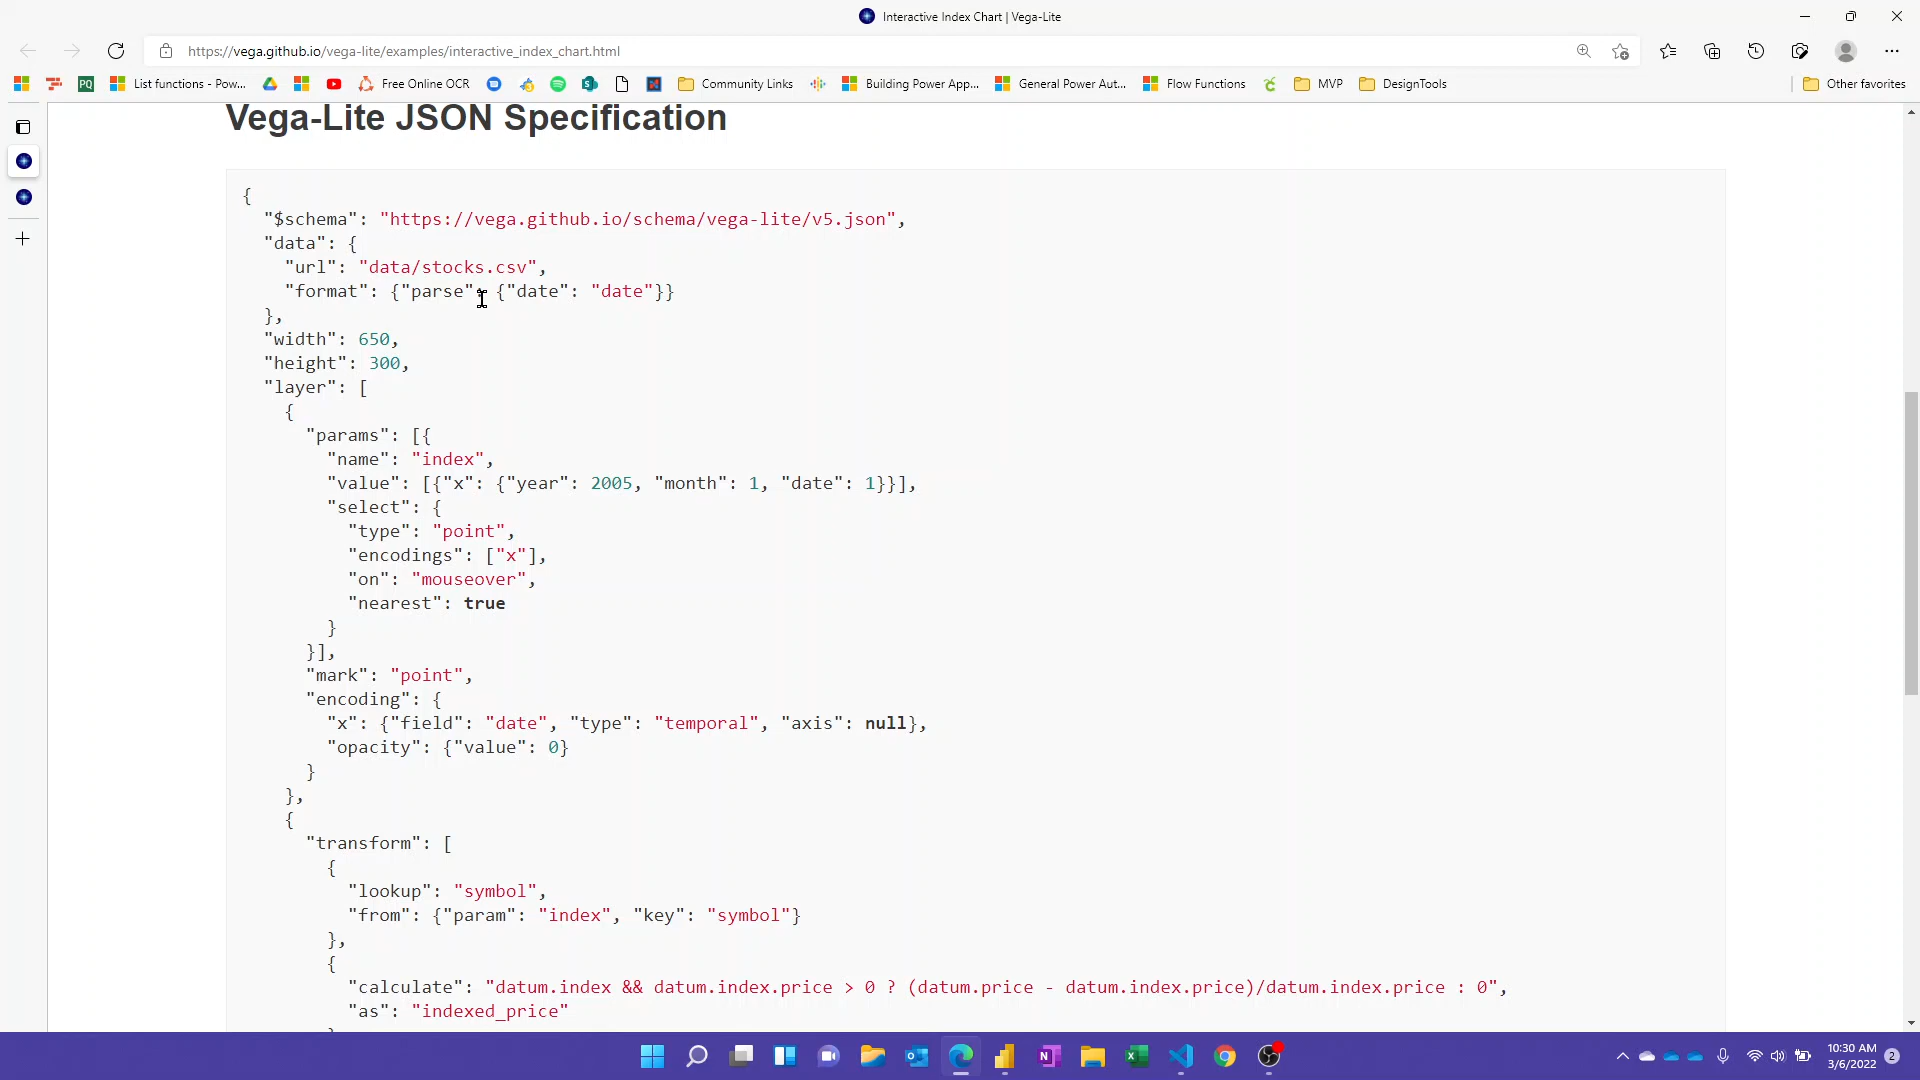 Interactive Index Chart | Vega-Lite
https://vega.github.io/vega-lite/examples/interactive_index_chart.html
PQ List functions - Pow... Free Online OCR Community Links Building Power App... General Power Aut... Flow Functions MVP DesignTools Other favorites
Vega-Lite JSON Specification
{
"$schema": "https://vega.github.io/schema/vega-lite/v5.json",
"data": {
"url": "data/stocks.csv",
"format": {"parse": {"date": "date"}}
},
"width": 650,
"height": 300,
"layer": [
{
"params": [{
"name": "index",
"value": [{"x": {"year": 2005, "month": 1, "date": 1}}],
"select": {
"type": "point",
"encodings": ["x"],
"on": "mouseover",
"nearest": true
}
}],
"mark": "point",
"encoding": {
"x": {"field": "date", "type": "temporal", "axis": null},
"opacity": {"value": 0}
}
},
{
"transform": [
{
"lookup": "symbol",
"from": {"param": "index", "key": "symbol"}
},
{
"calculate": "datum.index && datum.index.price > 0 ? (datum.price - datum.index.price)/datum.index.price : 0",
"as": "indexed_price"
10:30 AM
3/6/2022
2